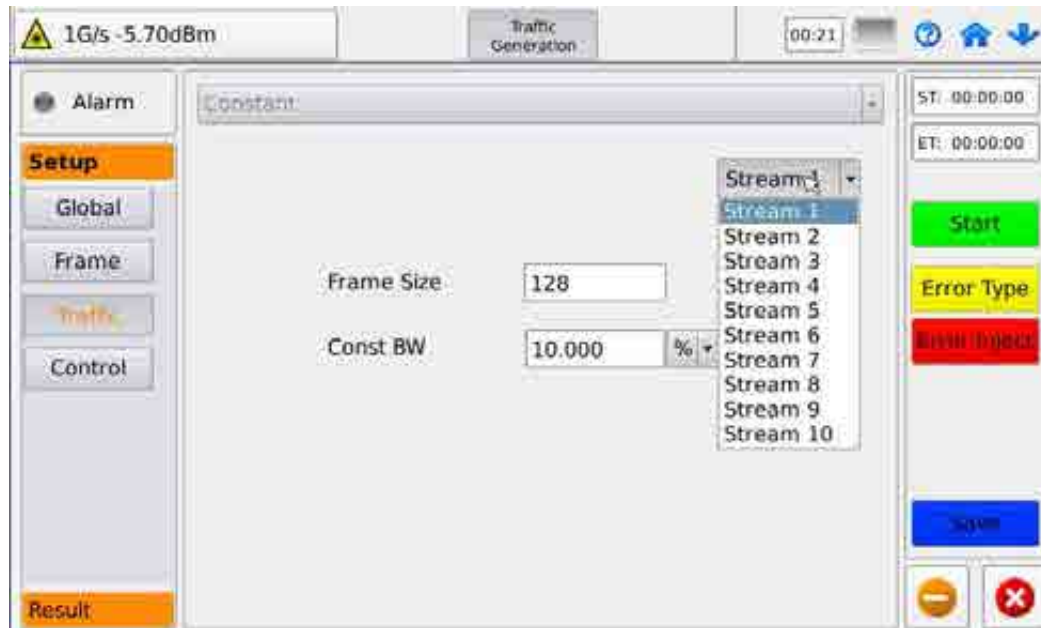 1G/s -5.70dBm
Traffic
Generation
00:21
Alarm
Constant
ST: 00:00:00
ET: 00:00:00
Setup
Global
Frame
Traffic
Control
Stream 1
Stream 1
Stream 2
Stream 3
Stream 4
Stream 5
Stream 6
Stream 7
Stream 8
Stream 9
Stream 10
Frame Size
128
Const BW
10.000
%
Start
Error Type
Error Inject
Save
Result